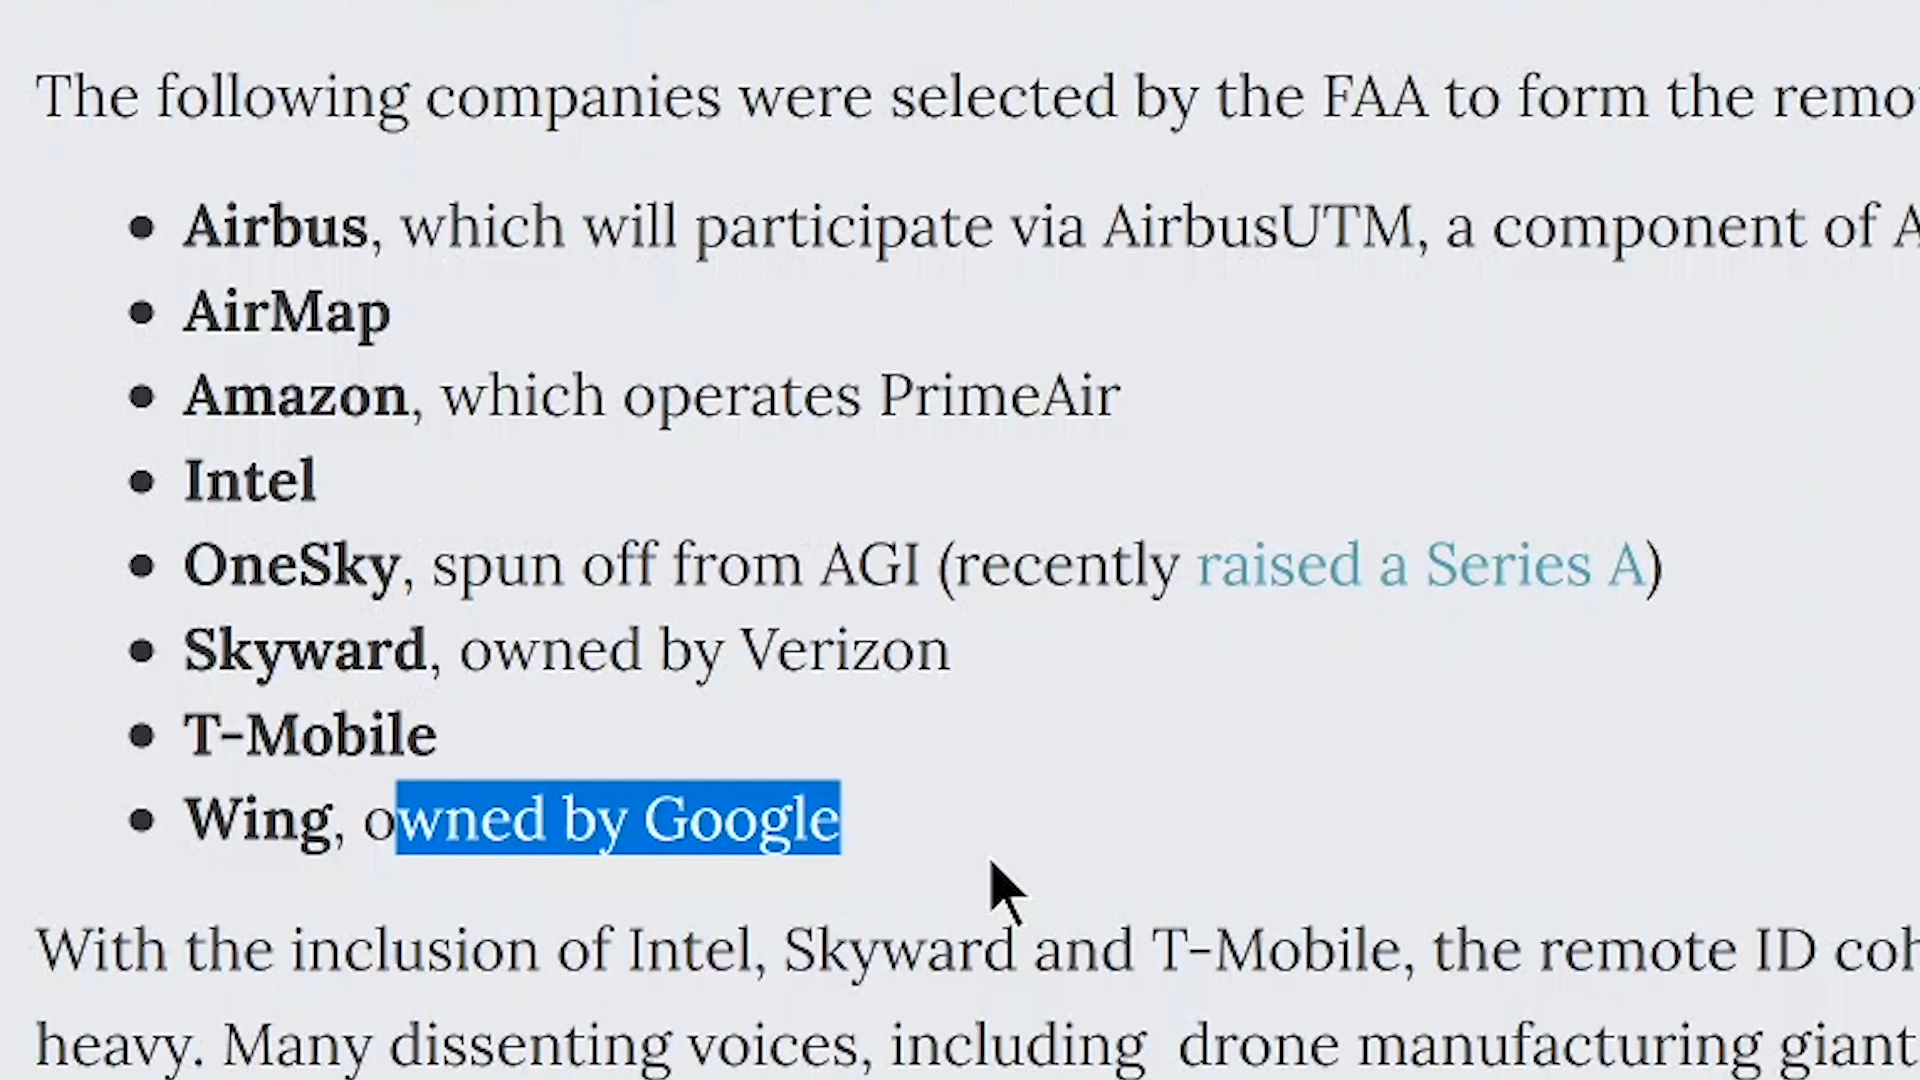 The following companies were selected by the FAA to form the
Airbus, which will participate via AirbusUTM, a component of
AirMap
Amazon, which operates PrimeAir
Intel
OneSky, spun off from AGI (recently raised a Series A)
Skyward, owned by Verizon
T-Mobile
Wing, owned by Google
With the inclusion of Intel, Skyward and T-Mobile, the remote ID
heavy. Many dissenting voices, including drone manufacturing giant